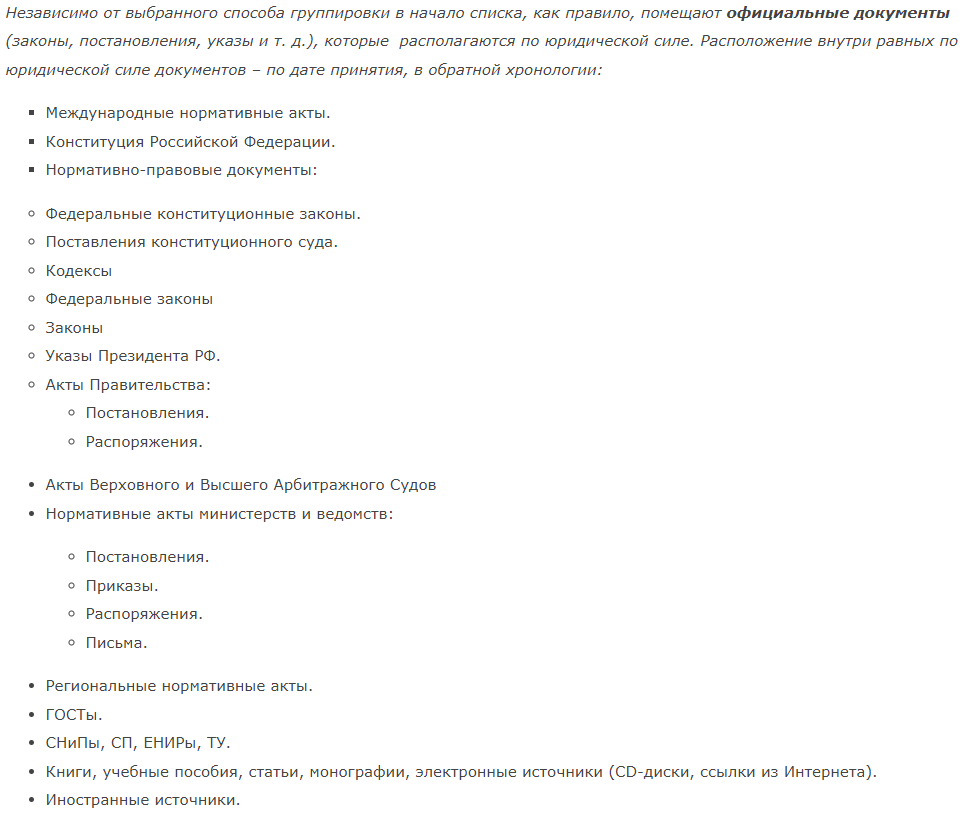 Независимо от выбранного способа группировки в начало списка, как правило, помещают официальные документы
(законы, постановления, указы и т. д.), которые располагаются по юридической силе. Расположение внутри равных по
юридической силе документов – по дате принятия, в обратной хронологии:
Международные нормативные акты.
Конституция Российской Федерации.
Нормативно-правовые документы:
Федеральные конституционные законы.
Поставления конституционного суда.
Кодексы
Федеральные законы
Законы
Указы Президента РФ.
Акты Правительства:
Постановления.
Распоряжения.
Акты Верховного и Высшего Арбитражного Судов
Нормативные акты министерств и ведомств:
Постановления.
Приказы.
Распоряжения.
Письма.
Региональные нормативные акты.
ГОСТы.
СНиПы, СП, ЕНИРы, ТУ.
Книги, учебные пособия, статьи, монографии, электронные источники (CD-диски, ссылки из Интернета).
Иностранные источники.